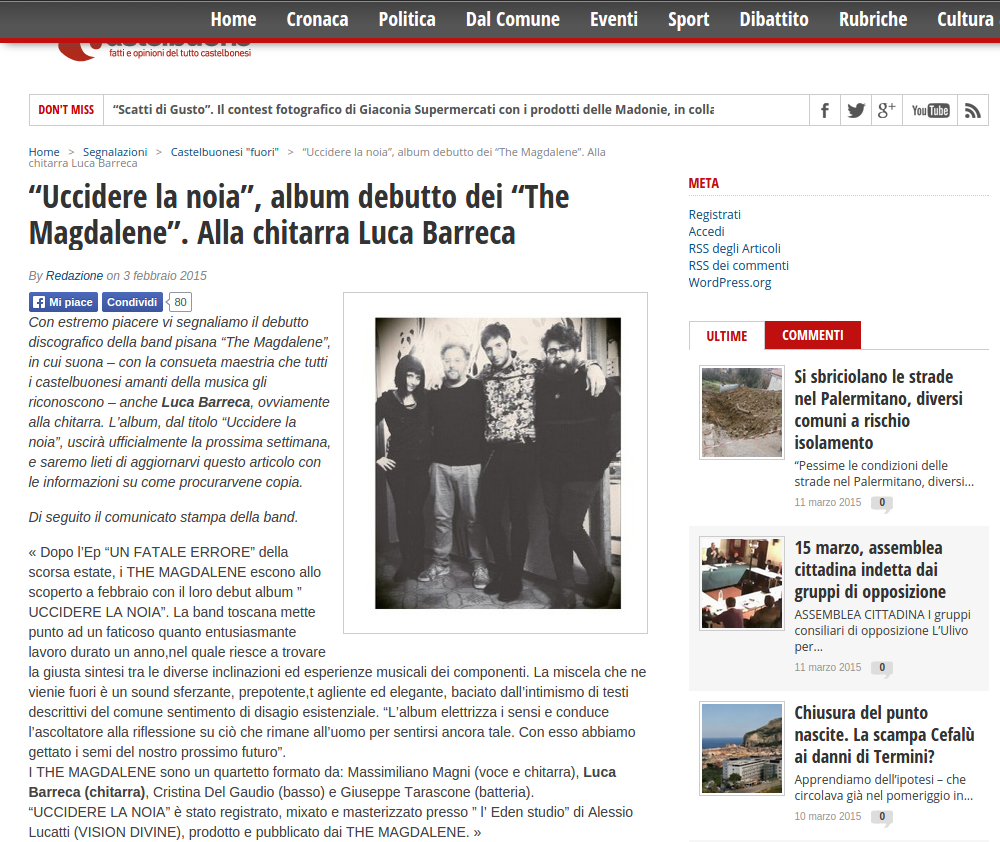 Home Cronaca Politica Dal Comune Eventi Sport Dibattito Rubriche Cultura
fatti e opinioni del tutto castelbonesi
DON'T MISS “Scatti di Gusto”. Il contest fotografico di Giaconia Supermercati con i prodotti delle Madonie, in colla
f g+ YouTube
Home > Segnalazioni > Castelbuonesi "fuori" > “Uccidere la noia”, album debutto dei “The Magdalene”. Alla
chitarra Luca Barreca
“Uccidere la noia”, album debutto dei “The
Magdalene”. Alla chitarra Luca Barreca
By Redazione on 3 febbraio 2015
Mi piace Condividi 80
Con estremo piacere vi segnaliamo il debutto
discografico della band pisana “The Magdalene”,
in cui suona – con la consueta maestria che tutti
i castelbuonesi amanti della musica gli
riconoscono – anche Luca Barreca, ovviamente
alla chitarra. L’album, dal titolo “Uccidere la
noia”, uscirà ufficialmente la prossima settimana,
e saremo lieti di aggiornarvi questo articolo con
le informazioni su come procurarvene copia.
Di seguito il comunicato stampa della band.
« Dopo l’Ep “UN FATALE ERRORE” della
scorsa estate, i THE MAGDALENE escono allo
scoperto a febbraio con il loro debut album ”
UCCIDERE LA NOIA”. La band toscana mette
punto ad un faticoso quanto entusiasmante
lavoro durato un anno,nel quale riesce a trovare
la giusta sintesi tra le diverse inclinazioni ed esperienze musicali dei componenti. La miscela che ne
vienie fuori è un sound sferzante, prepotente,t agliente ed elegante, baciato dall’intimismo di testi
descrittivi del comune sentimento di disagio esistenziale. “L’album elettrizza i sensi e conduce
l’ascoltatore alla riflessione su ciò che rimane all’uomo per sentirsi ancora tale. Con esso abbiamo
gettato i semi del nostro prossimo futuro”.
I THE MAGDALENE sono un quartetto formato da: Massimiliano Magni (voce e chitarra), Luca
Barreca (chitarra), Cristina Del Gaudio (basso) e Giuseppe Tarascone (batteria).
“UCCIDERE LA NOIA” è stato registrato, mixato e masterizzato presso ” l’ Eden studio” di Alessio
Lucatti (VISION DIVINE), prodotto e pubblicato dai THE MAGDALENE. »
META
Registrati
Accedi
RSS degli Articoli
RSS dei commenti
WordPress.org
ULTIME COMMENTI
Si sbriciolano le strade
nel Palermitano, diversi
comuni a rischio
isolamento
“Pessime le condizioni delle
strade nel Palermitano, diversi...
11 marzo 2015 0
15 marzo, assemblea
cittadina indetta dai
gruppi di opposizione
ASSEMBLEA CITTADINA I gruppi
consiliari di opposizione L’Ulivo
per...
11 marzo 2015 0
Chiusura del punto
nascite. La scampa Cefalù
ai danni di Termini?
Apprendiamo dell’ipotesi – che
circolava già nel pomeriggio in...
10 marzo 2015 0